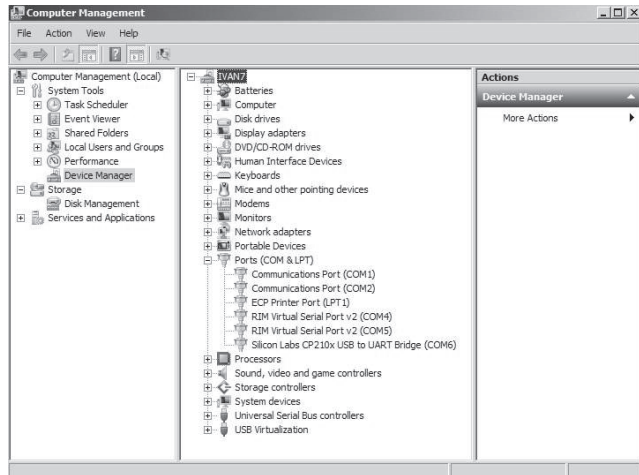 Computer Management
File Action View Help
Computer Management (Local)
System Tools
Task Scheduler
Event Viewer
Shared Folders
Local Users and Groups
Performance
Device Manager
Storage
Disk Management
Services and Applications
IVAN7
Batteries
Computer
Disk drives
Display adapters
DVD/CD-ROM drives
Human Interface Devices
Keyboards
Mice and other pointing devices
Modems
Monitors
Network adapters
Portable Devices
Ports (COM & LPT)
Communications Port (COM1)
Communications Port (COM2)
ECP Printer Port (LPT1)
RIM Virtual Serial Port v2 (COM4)
RIM Virtual Serial Port v2 (COM5)
Silicon Labs CP210x USB to UART Bridge (COM6)
Processors
Sound, video and game controllers
Storage controllers
System devices
Universal Serial Bus controllers
USB Virtualization
Actions
Device Manager
More Actions